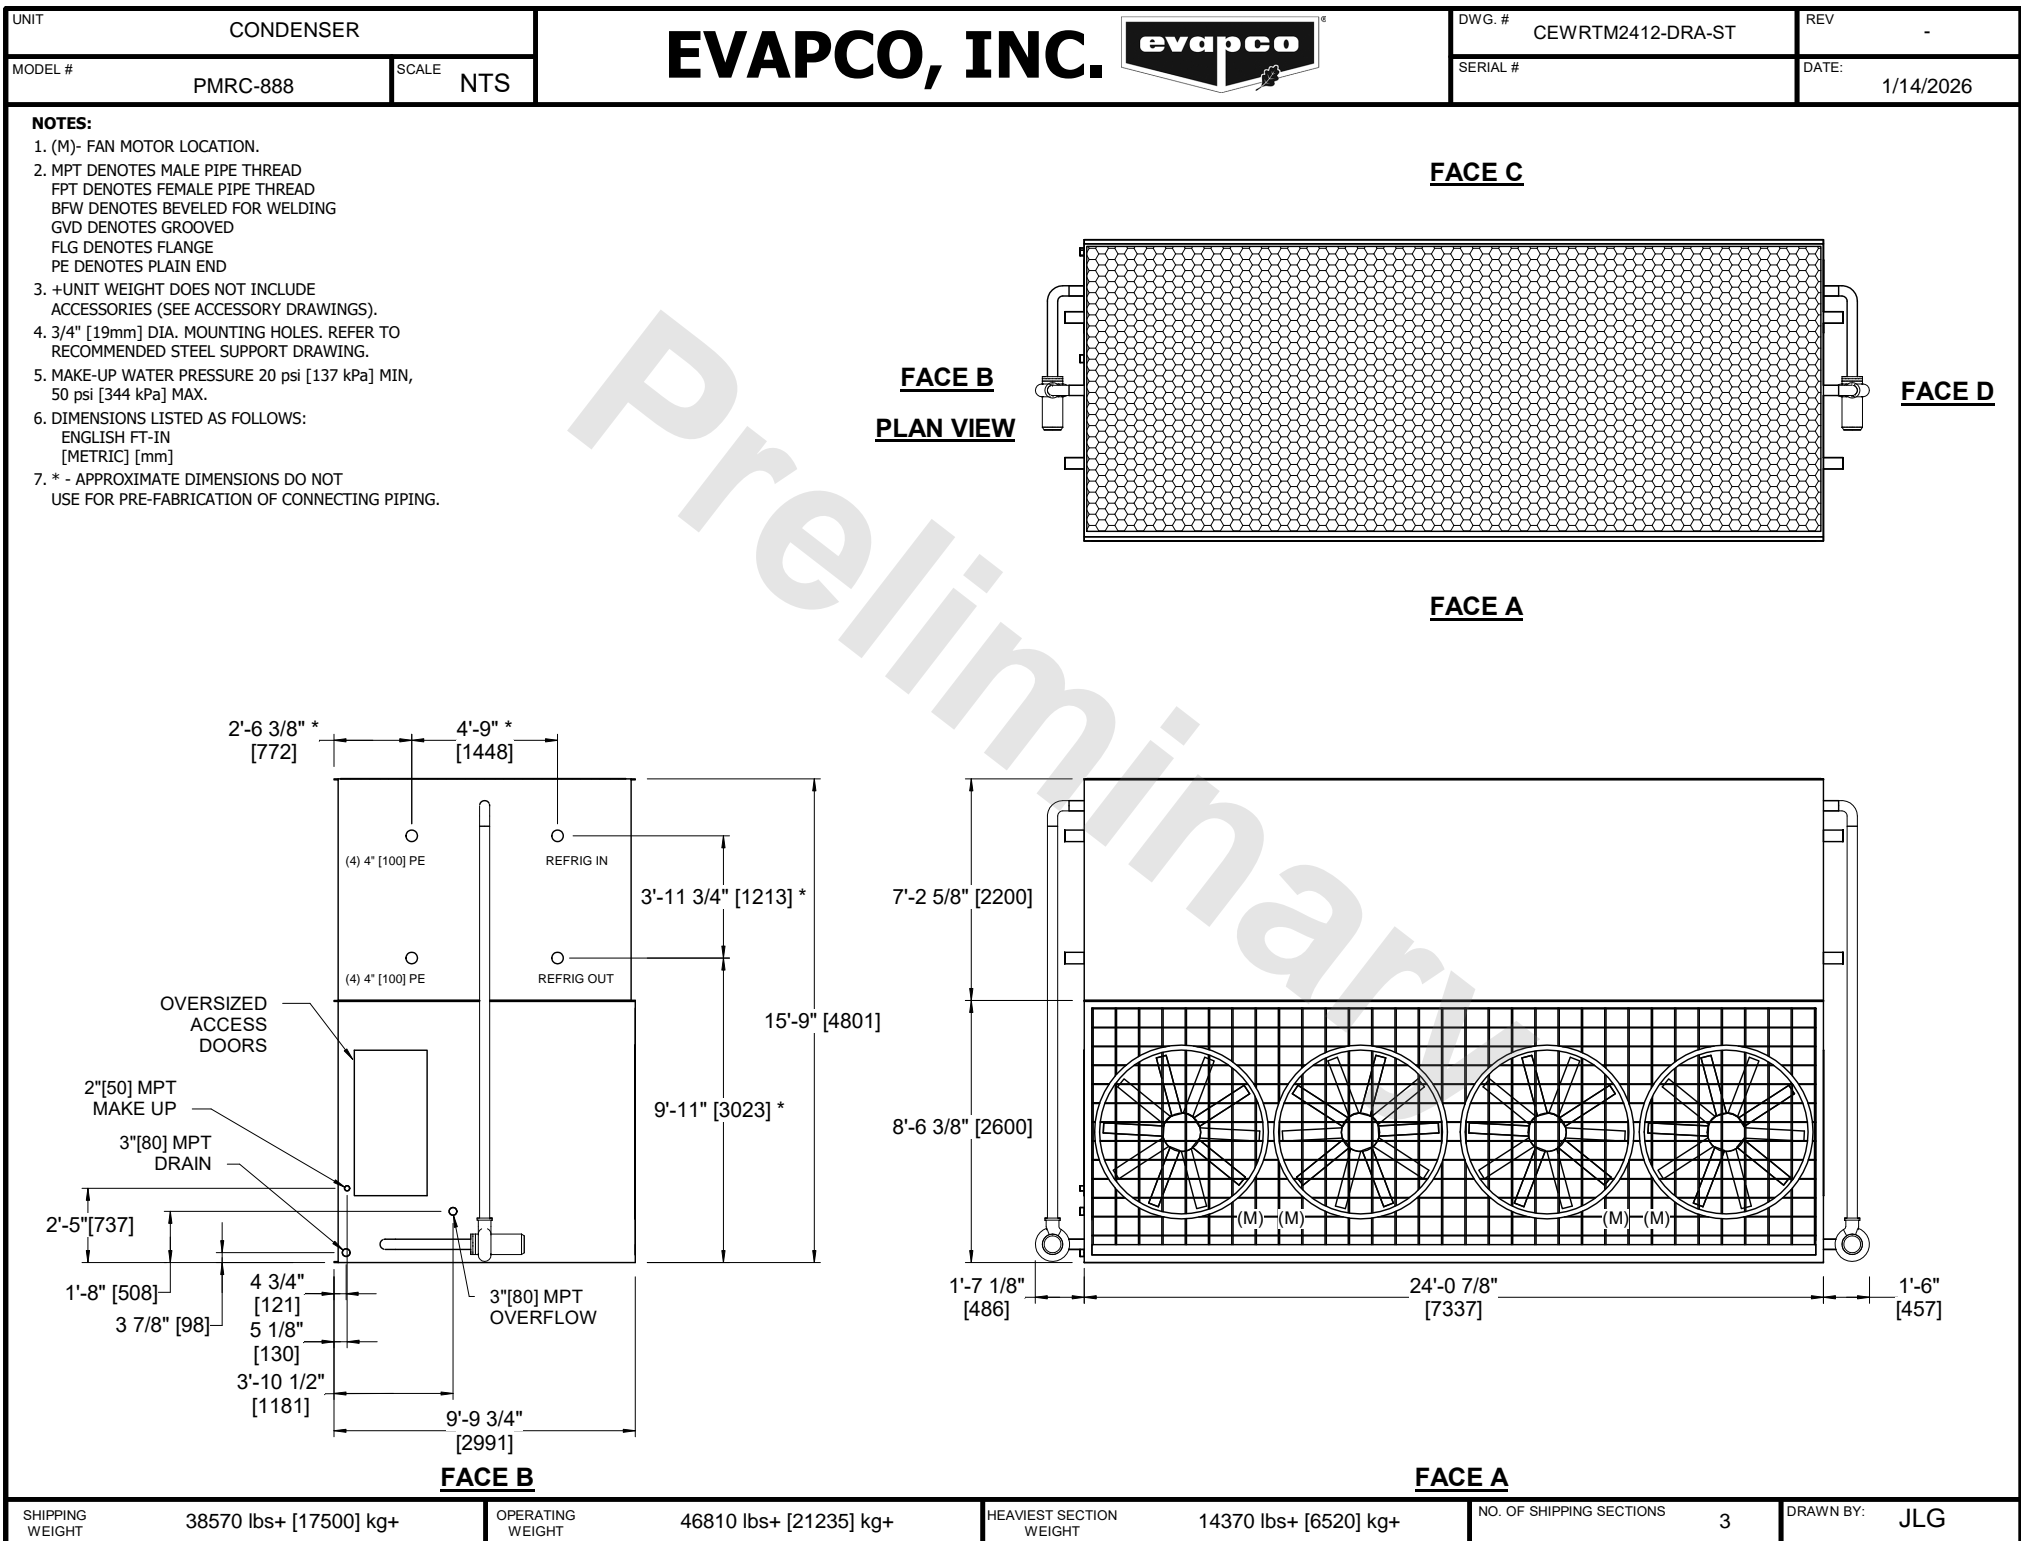 UNIT
CONDENSER
MODEL #
PMRC-888
SCALE
NTS
EVAPCO, INC.
evapco
®
DWG. #
CEWRTM2412-DRA-ST
REV
-
SERIAL #
DATE:
1/14/2026
NOTES:
1. (M)- FAN MOTOR LOCATION.
2. MPT DENOTES MALE PIPE THREAD
FPT DENOTES FEMALE PIPE THREAD
BFW DENOTES BEVELED FOR WELDING
GVD DENOTES GROOVED
FLG DENOTES FLANGE
PE DENOTES PLAIN END
3. +UNIT WEIGHT DOES NOT INCLUDE
ACCESSORIES (SEE ACCESSORY DRAWINGS).
4. 3/4" [19mm] DIA. MOUNTING HOLES. REFER TO
RECOMMENDED STEEL SUPPORT DRAWING.
5. MAKE-UP WATER PRESSURE 20 psi [137 kPa] MIN,
50 psi [344 kPa] MAX.
6. DIMENSIONS LISTED AS FOLLOWS:
ENGLISH FT-IN
[METRIC] [mm]
7. * - APPROXIMATE DIMENSIONS DO NOT
USE FOR PRE-FABRICATION OF CONNECTING PIPING.
FACE C
FACE B
PLAN VIEW
FACE D
FACE A
Preliminary
2'-6 3/8" *
[772]
4'-9" *
[1448]
(4) 4" [100] PE
REFRIG IN
3'-11 3/4" [1213] *
(4) 4" [100] PE
REFRIG OUT
OVERSIZED
ACCESS
DOORS
15'-9" [4801]
2"[50] MPT
MAKE UP
9'-11" [3023] *
3"[80] MPT
DRAIN
2'-5"[737]
1'-8" [508]
3 7/8" [98]
4 3/4"
[121]
5 1/8"
[130]
3"[80] MPT
OVERFLOW
3'-10 1/2"
[1181]
9'-9 3/4"
[2991]
FACE B
7'-2 5/8" [2200]
8'-6 3/8" [2600]
(M)
(M)
(M)
(M)
1'-7 1/8"
[486]
24'-0 7/8"
[7337]
1'-6"
[457]
FACE A
SHIPPING
WEIGHT
38570 lbs+ [17500] kg+
OPERATING
WEIGHT
46810 lbs+ [21235] kg+
HEAVIEST SECTION
WEIGHT
14370 lbs+ [6520] kg+
NO. OF SHIPPING SECTIONS
3
DRAWN BY:
JLG